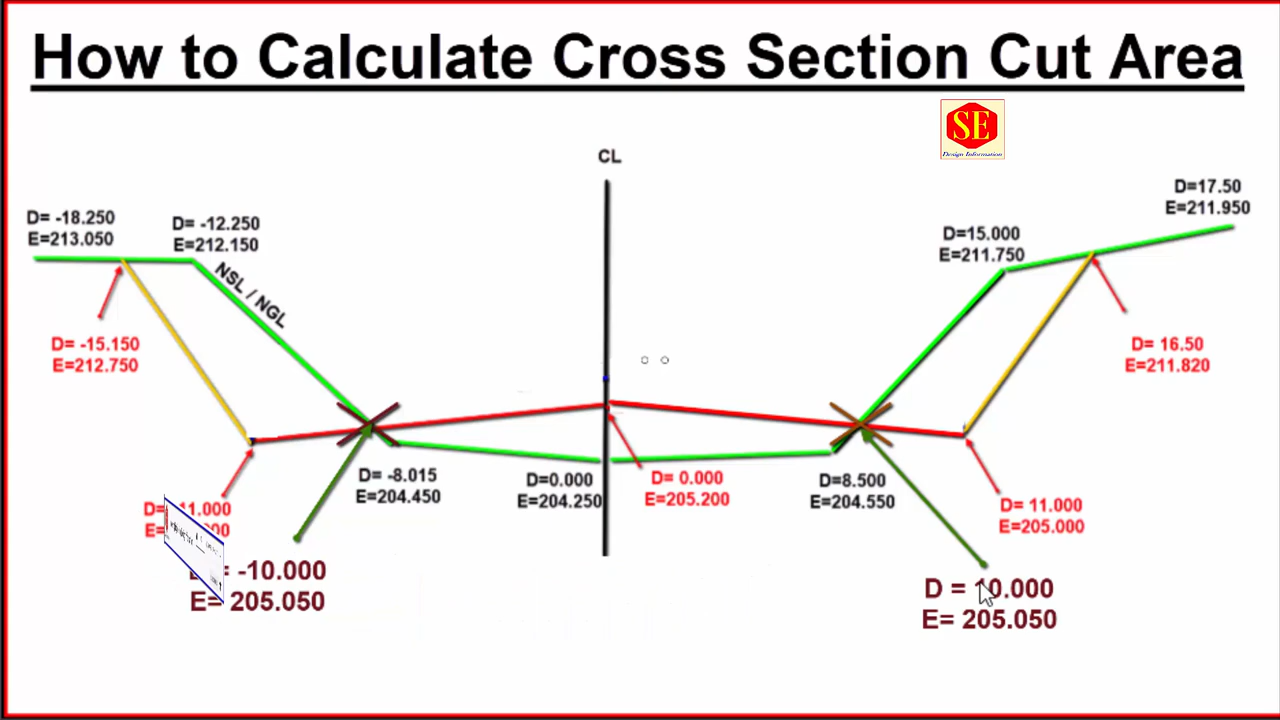 How to Calculate Cross Section Cut Area
SE
Design Information
CL
D= -18.250
E=213.050
D= -12.250
E=212.150
NSL / NGL
D=15.000
E=211.750
D=17.50
E=211.950
D= -15.150
E=212.750
D= 16.50
E=211.820
D= -8.015
E=204.450
D=0.000
E=204.250
D= 0.000
E=205.200
D=8.500
E=204.550
D= 11.000
E=205.000
-10.000
E= 205.050
D = 10.000
E= 205.050